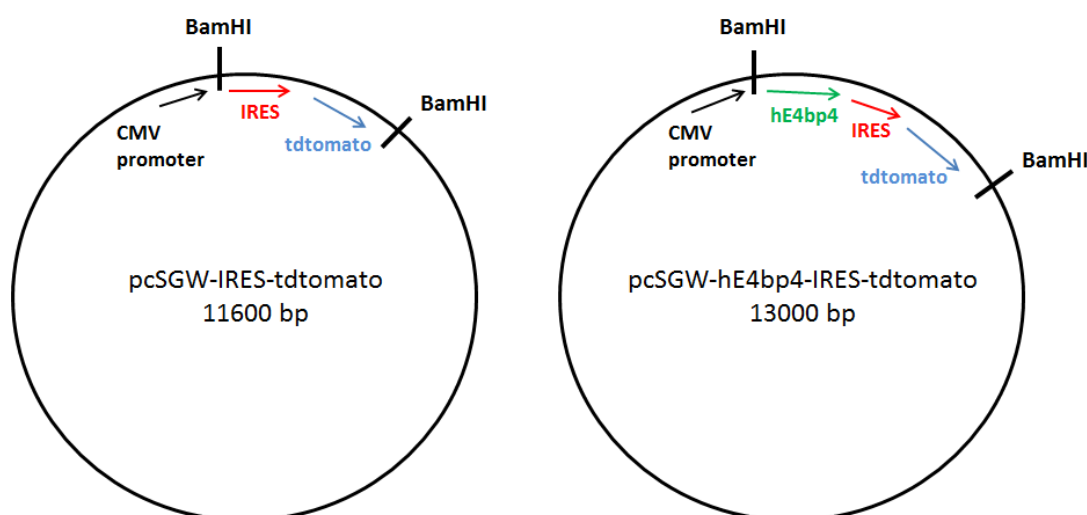 BamHI
IRES
BamHI
CMV
promoter
tdtomato
pcSGW-IRES-tdtomato
11600 bp
BamHI
hE4bp4
IRES
CMV
promoter
tdtomato
BamHI
pcSGW-hE4bp4-IRES-tdtomato
13000 bp